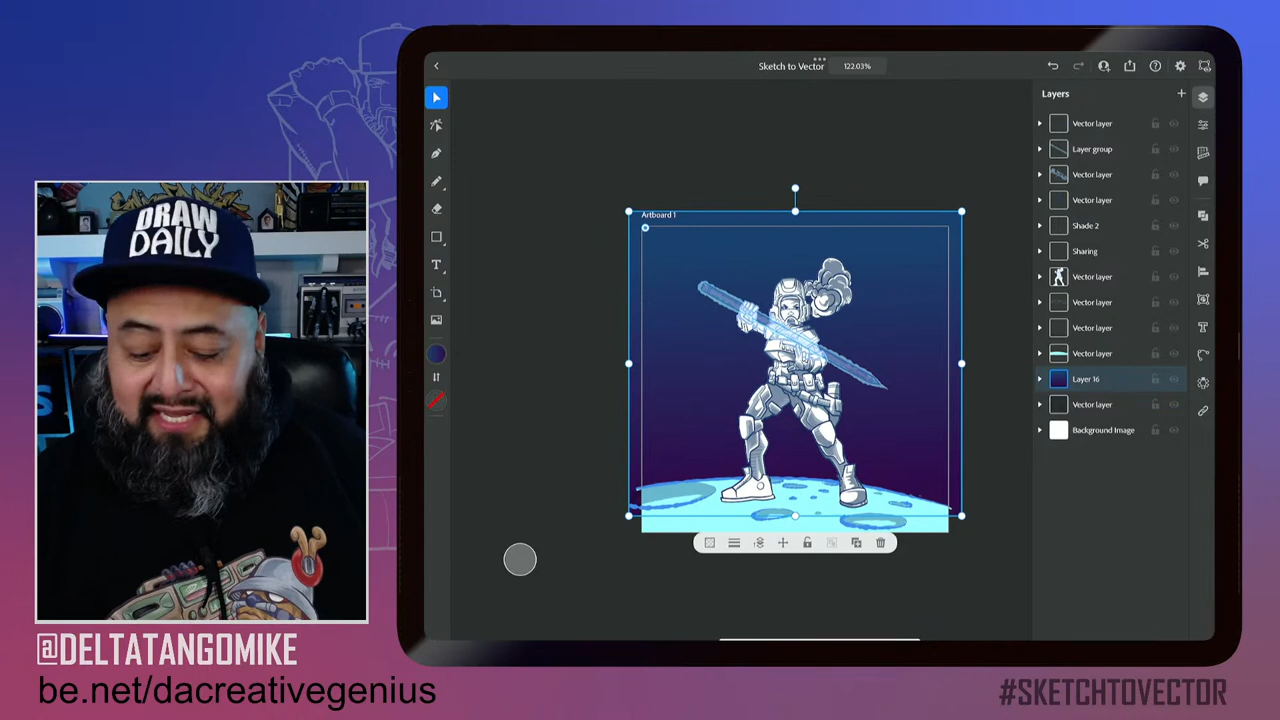 Sketch to Vector
122.03%
Layers
Vector layer
Layer group
Vector layer
Vector layer
Shade 2
Sharing
Vector layer
Vector layer
Vector layer
Vector layer
Layer 16
Vector layer
Background Image
Artboard 1
DRAW
DAILY
@DELTATANGOMIKE
be.net/dacreativegenius
#SKETCHTOVECTOR